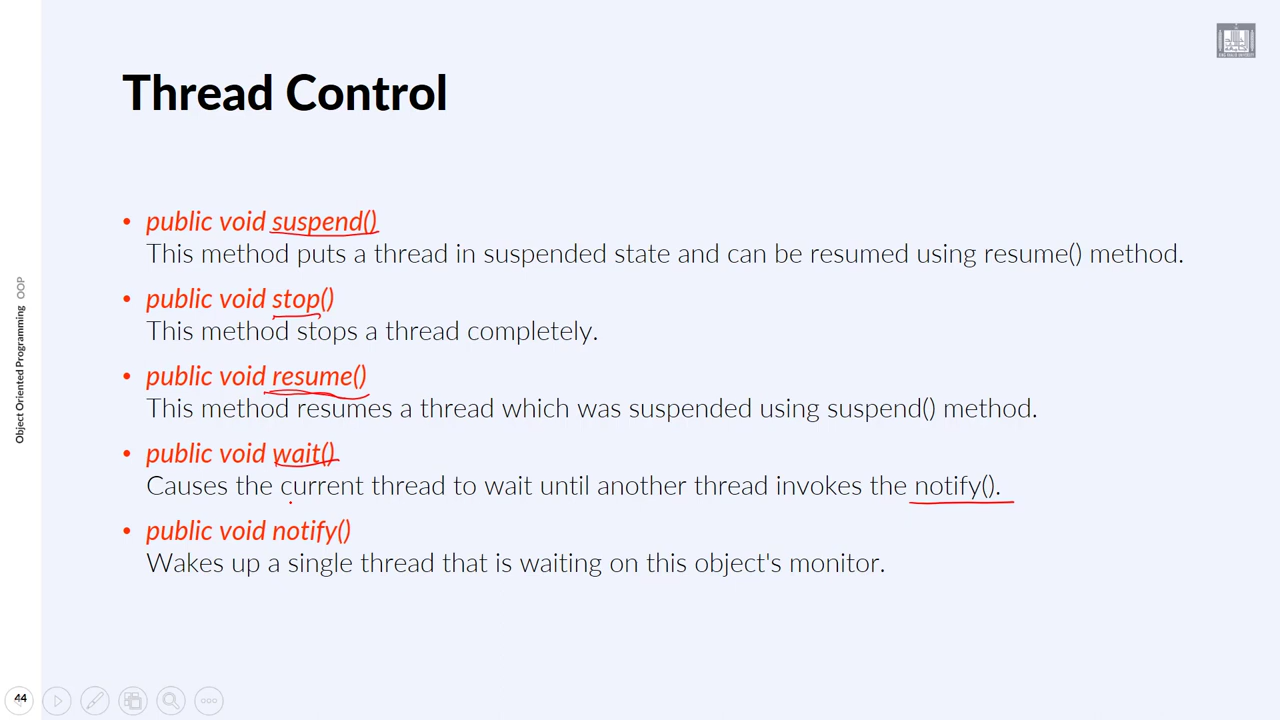 Thread Control
• public void suspend()
This method puts a thread in suspended state and can be resumed using resume() method.
• public void stop()
This method stops a thread completely.
• public void resume()
This method resumes a thread which was suspended using suspend() method.
• public void wait()
Causes the current thread to wait until another thread invokes the notify().
• public void notify()
Wakes up a single thread that is waiting on this object's monitor.
Object Oriented Programming OOP
44